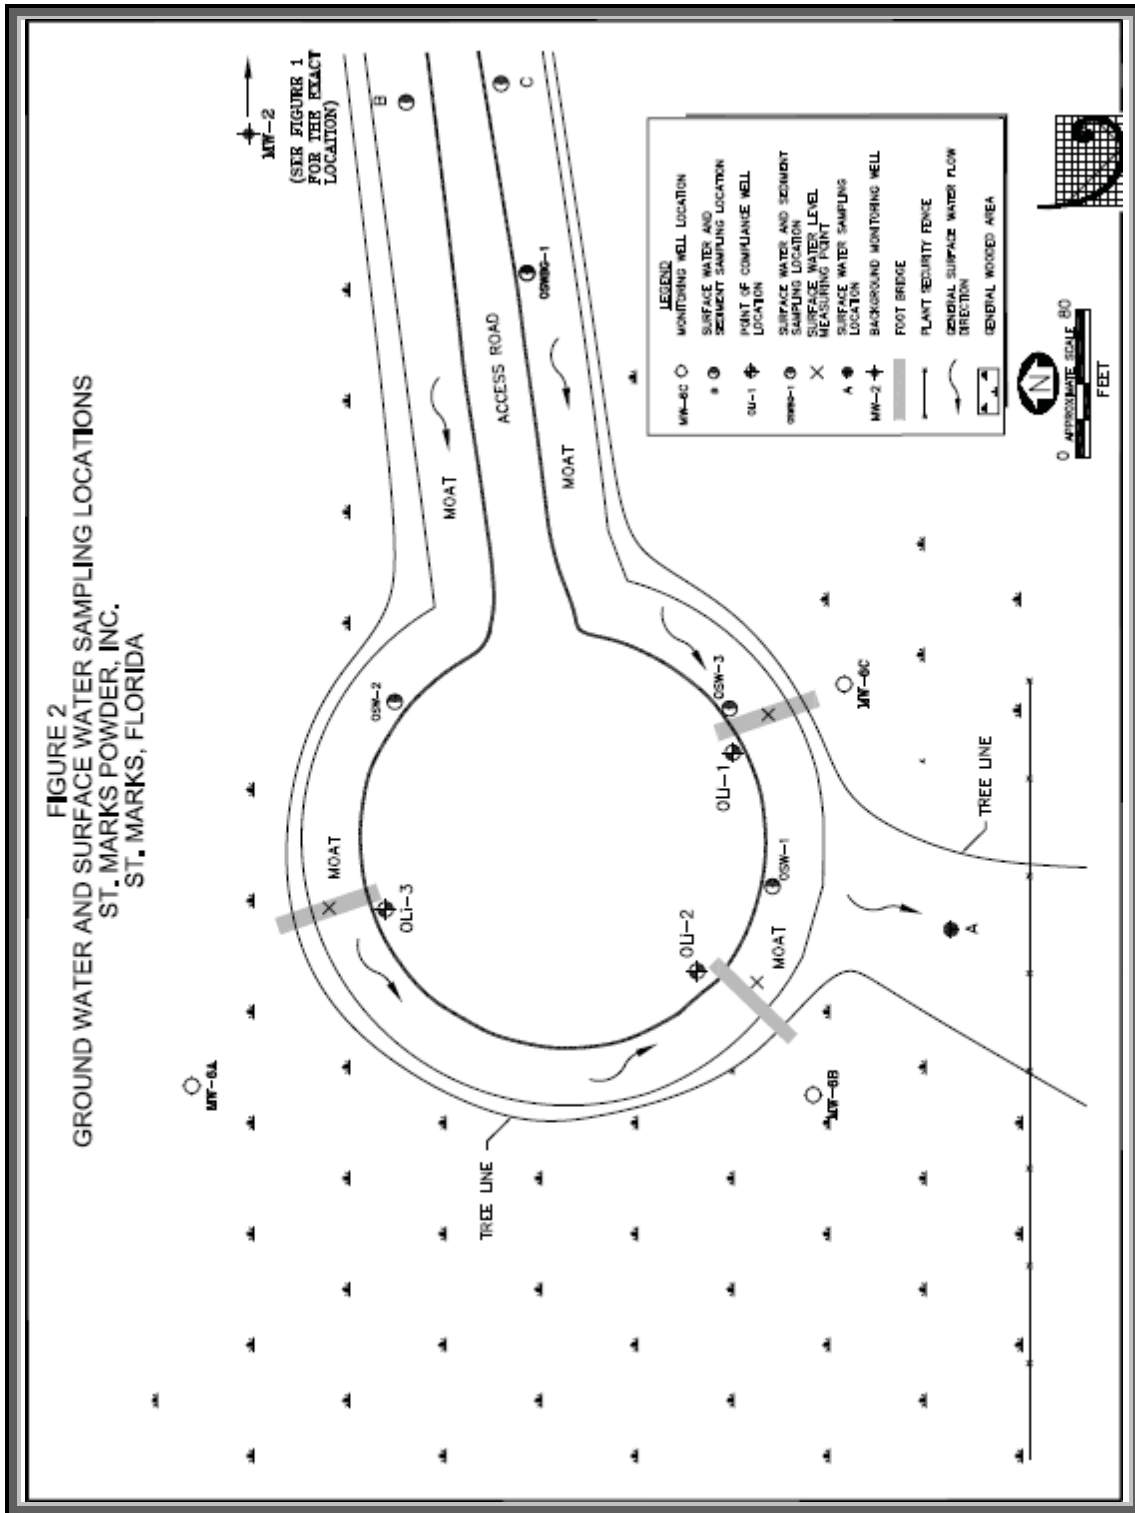 FIGURE 2
GROUND WATER AND SURFACE WATER SAMPLING LOCATIONS
ST. MARKS POWDER, INC.
ST. MARKS, FLORIDA
MW-2
(SEE FIGURE 1
FOR THE EXACT
LOCATION)
B
C
OSWBG-1
ACCESS ROAD
MOAT
MOAT
OSW-2
OSW-3
MW-6C
OLi-1
TREE LINE
MOAT
OLi-3
OSW-1
OLi-2
MOAT
A
MW-6A
MW-6B
TREE LINE
LEGEND
MW-6C MONITORING WELL LOCATION
B SURFACE WATER AND
SEDIMENT SAMPLING LOCATION
OLi-1 POINT OF COMPLIANCE WELL
LOCATION
OSWBG-1 SURFACE WATER AND SEDIMENT
SAMPLING LOCATION
SURFACE WATER LEVEL
MEASURING POINT
A SURFACE WATER SAMPLING
LOCATION
MW-2 BACKGROUND MONITORING WELL
FOOT BRIDGE
PLANT SECURITY FENCE
GENERAL SURFACE WATER FLOW
DIRECTION
GENERAL WOODED AREA
N
0 APPROXIMATE SCALE 80
FEET